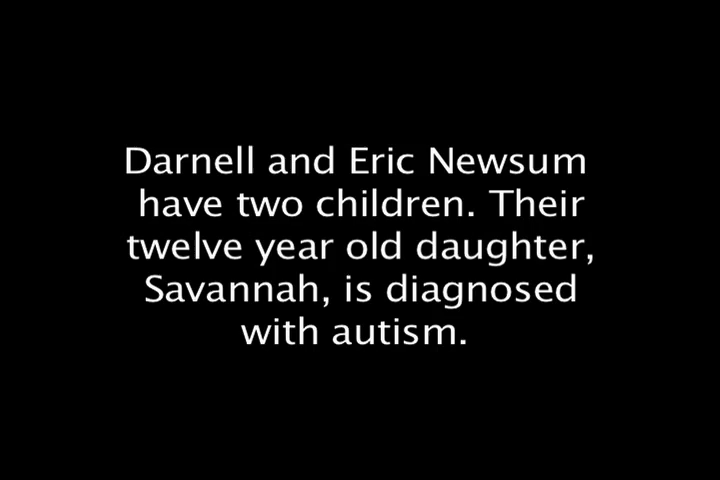 Darnell and Eric Newsum
have two children. Their
twelve year old daughter,
Savannah, is diagnosed
with autism.